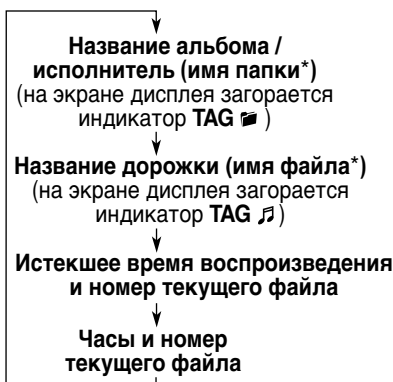 Название альбома /
исполнитель (имя папки*)
(на экране дисплея загорается
индикатор TAG )
Название дорожки (имя файла*)
(на экране дисплея загорается
индикатор TAG ♫)
Истекшее время воспроизведения
и номер текущего файла
Часы и номер
текущего файла